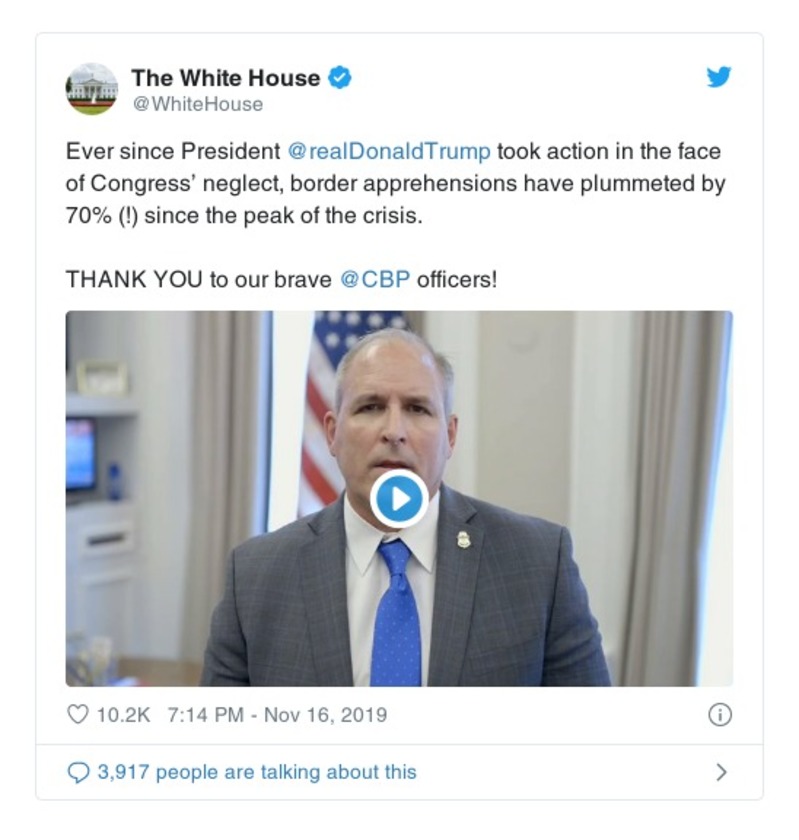 The White House
@WhiteHouse
Ever since President @realDonaldTrump took action in the face
of Congress’ neglect, border apprehensions have plummeted by
70% (!) since the peak of the crisis.
THANK YOU to our brave @CBP officers!
10.2K 7:14 PM - Nov 16, 2019
3,917 people are talking about this